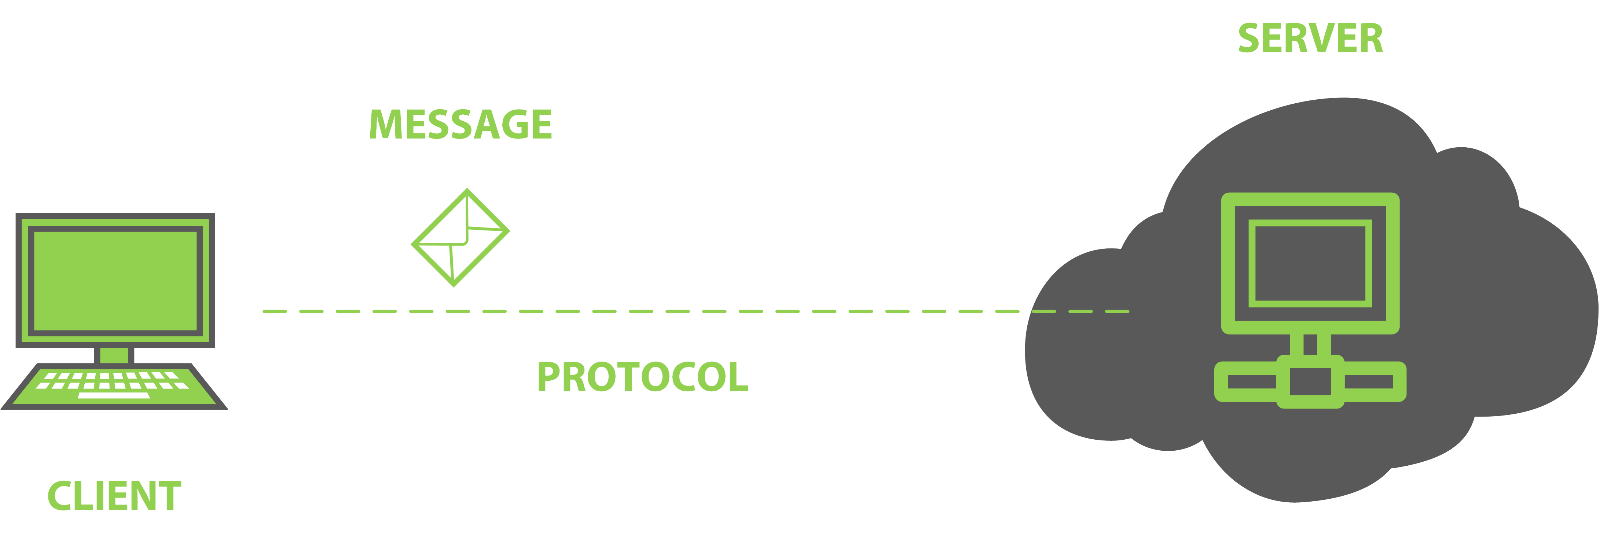 SERVER
MESSAGE
PROTOCOL
CLIENT